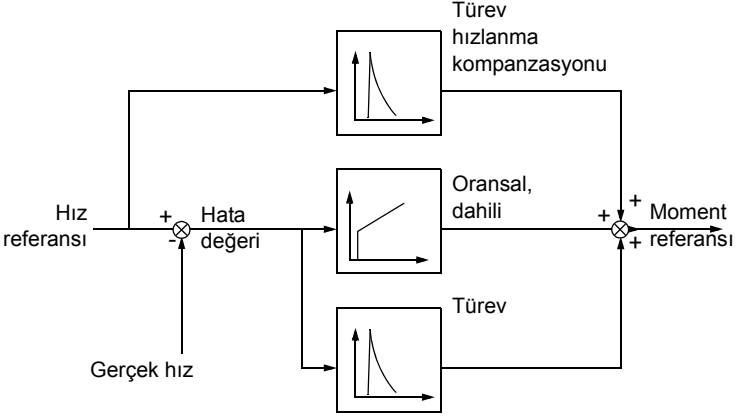 Türev
hızlanma
kompanzasyonu
Hız
referansı
+
-
Hata
değeri
Oransal,
dahili
+
+
+
Moment
referansı
Türev
Gerçek hız